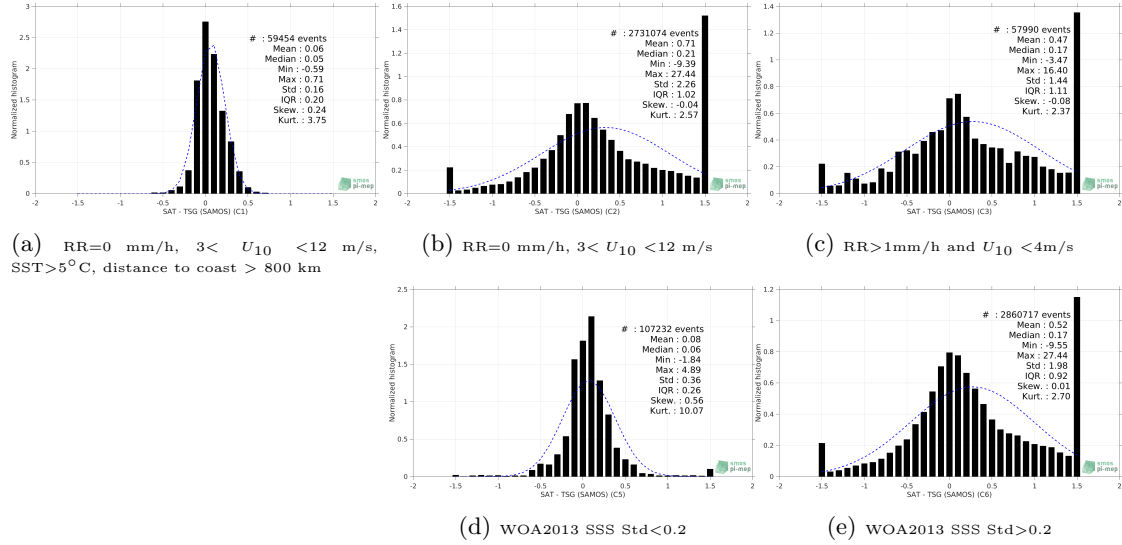 Normalized histogram
3
2.5
2
1.5
1
0.5
0
-2
-1.5
-1
-0.5
0
0.5
1
1.5
2
SAT - TSG (SAMOS) (C1)
# : 59454 events
Mean : 0.06
Median : 0.05
Min : -0.59
Max : 0.71
Std : 0.16
IQR : 0.20
Skew. : 0.24
Kurt. : 3.75
smos
pi-mep
(a) RR=0 mm/h, 3< U10 <12 m/s,
SST>5°C, distance to coast > 800 km
Normalized histogram
1.6
1.4
1.2
1
0.8
0.6
0.4
0.2
0
-2
-1.5
-1
-0.5
0
0.5
1
1.5
2
SAT - TSG (SAMOS) (C2)
# : 2731074 events
Mean : 0.71
Median : 0.21
Min : -9.39
Max : 27.44
Std : 2.26
IQR : 1.02
Skew. : -0.04
Kurt. : 2.57
smos
pi-mep
(b) RR=0 mm/h, 3< U10 <12 m/s
Normalized histogram
1.4
1.2
1
0.8
0.6
0.4
0.2
0
-2
-1.5
-1
-0.5
0
0.5
1
1.5
2
SAT - TSG (SAMOS) (C3)
# : 57990 events
Mean : 0.47
Median : 0.17
Min : -3.47
Max : 16.40
Std : 1.44
IQR : 1.11
Skew. : -0.08
Kurt. : 2.37
smos
pi-mep
(c) RR>1mm/h and U10 <4m/s
Normalized histogram
2.5
2
1.5
1
0.5
0
-2
-1.5
-1
-0.5
0
0.5
1
1.5
2
SAT - TSG (SAMOS) (C5)
# : 107232 events
Mean : 0.08
Median : 0.06
Min : -1.84
Max : 4.89
Std : 0.36
IQR : 0.26
Skew. : 0.56
Kurt. : 10.07
smos
pi-mep
(d) WOA2013 SSS Std<0.2
Normalized histogram
1.2
1
0.8
0.6
0.4
0.2
0
-2
-1.5
-1
-0.5
0
0.5
1
1.5
2
SAT - TSG (SAMOS) (C6)
# : 2860717 events
Mean : 0.52
Median : 0.17
Min : -9.55
Max : 27.44
Std : 1.98
IQR : 0.92
Skew. : 0.01
Kurt. : 2.70
smos
pi-mep
(e) WOA2013 SSS Std>0.2